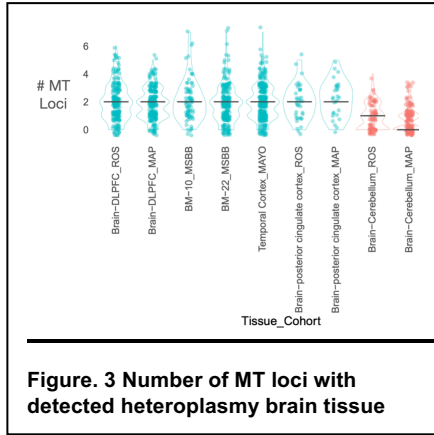 6
# MT
Loci
4
2
0
Brain-DLPFC_ROS
Brain-DLPFC_MAP
BM-10_MSBB
BM-22_MSBB
Temporal Cortex_MAYO
Brain-posterior cingulate cortex_ROS
Brain-posterior cingulate cortex_MAP
Brain-Cerebellum_ROS
Brain-Cerebellum_MAP
Tissue_Cohort
Figure. 3 Number of MT loci with
detected heteroplasmy brain tissue